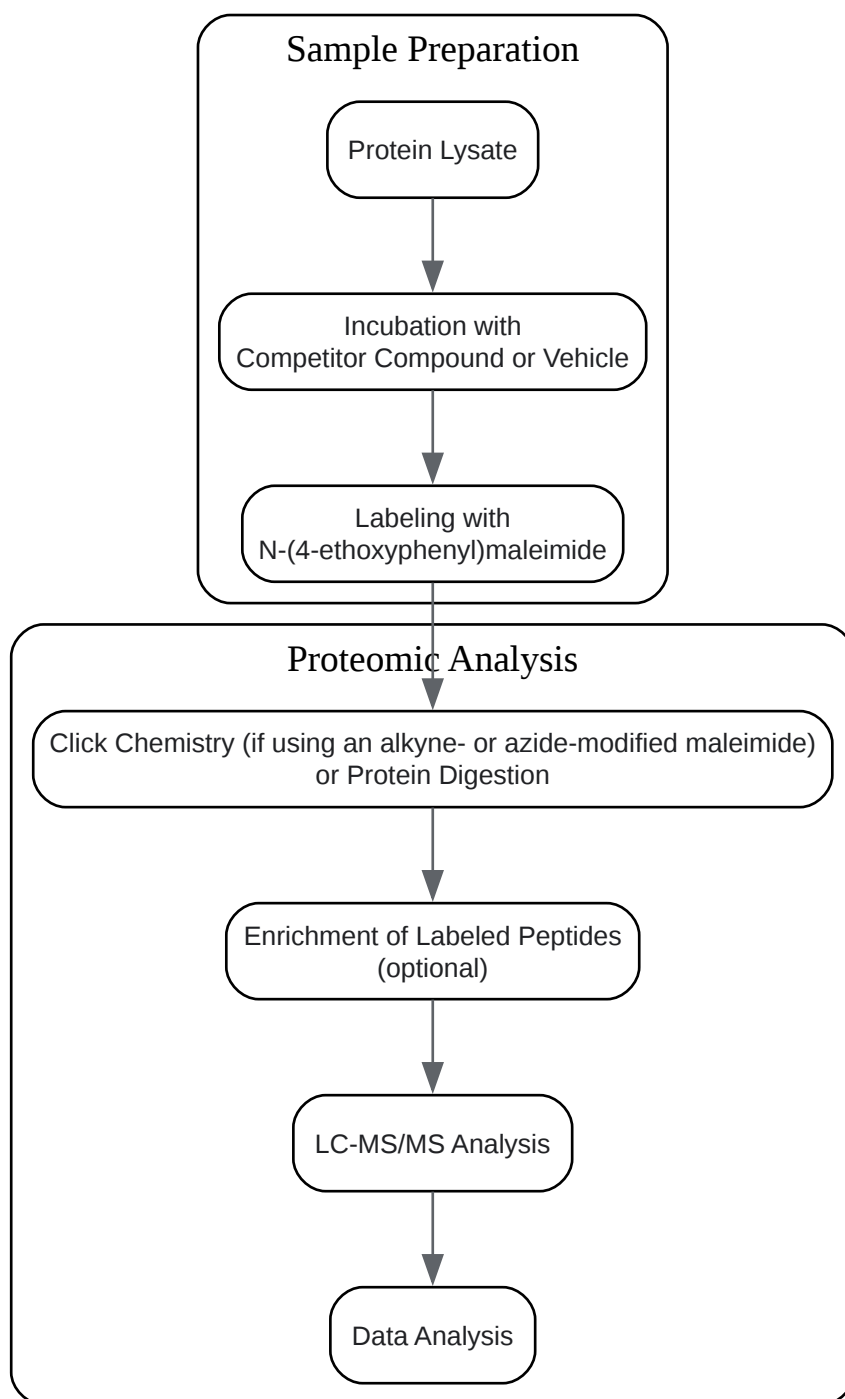 Sample Preparation
Protein Lysate
Incubation with
Competitor Compound or Vehicle
Labeling with
N-(4-ethoxyphenyl)maleimide
Proteomic Analysis
Click Chemistry (if using an alkyne- or azide-modified maleimide)
or Protein Digestion
Enrichment of Labeled Peptides
(optional)
LC-MS/MS Analysis
Data Analysis